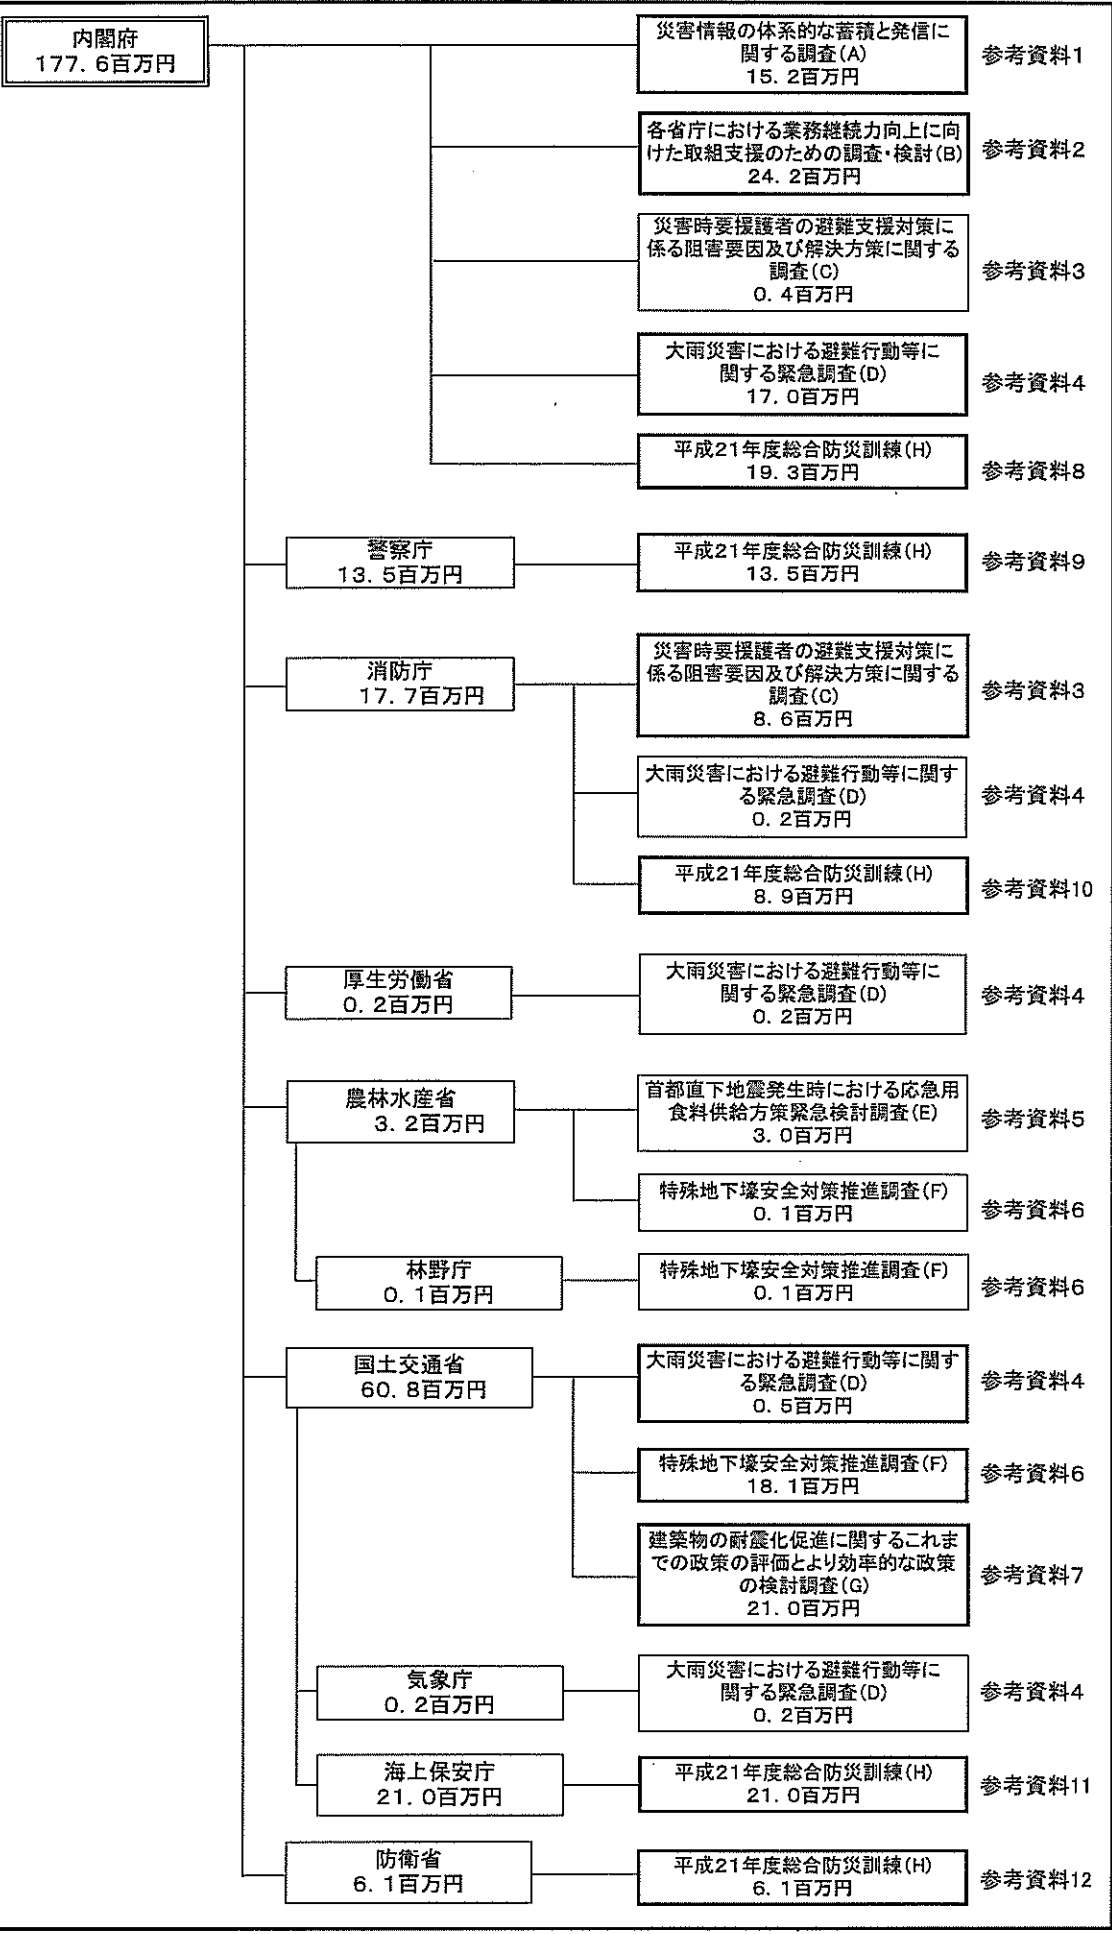 内閣府
177. 6百万円
災害情報の体系的な蓄積と発信に
関する調査(A)
15. 2百万円
参考資料1
各省庁における業務継続力向上に向
けた取組支援のための調査・検討(B)
24. 2百万円
参考資料2
災害時要援護者の避難支援対策に
係る阻害要因及び解決方策に関する
調査(C)
0. 4百万円
参考資料3
大雨災害における避難行動等に
関する緊急調査(D)
17. 0百万円
参考資料4
平成21年度総合防災訓練(H)
19. 3百万円
参考資料8
警察庁
13. 5百万円
平成21年度総合防災訓練(H)
13. 5百万円
参考資料9
消防庁
17. 7百万円
災害時要援護者の避難支援対策に
係る阻害要因及び解決方策に関する
調査(C)
8. 6百万円
参考資料3
大雨災害における避難行動等に関す
る緊急調査(D)
0. 2百万円
参考資料4
平成21年度総合防災訓練(H)
8. 9百万円
参考資料10
厚生労働省
0. 2百万円
大雨災害における避難行動等に
関する緊急調査(D)
0. 2百万円
参考資料4
農林水産省
3. 2百万円
首都直下地震発生時における応急用
食料供給方策緊急検討調査(E)
3. 0百万円
参考資料5
特殊地下壕安全対策推進調査(F)
0. 1百万円
参考資料6
林野庁
0. 1百万円
特殊地下壕安全対策推進調査(F)
0. 1百万円
参考資料6
国土交通省
60. 8百万円
大雨災害における避難行動等に関す
る緊急調査(D)
0. 5百万円
参考資料4
特殊地下壕安全対策推進調査(F)
18. 1百万円
参考資料6
建築物の耐震化促進に関するこれま
での政策の評価とより効率的な政策
の検討調査(G)
21. 0百万円
参考資料7
気象庁
0. 2百万円
大雨災害における避難行動等に
関する緊急調査(D)
0. 2百万円
参考資料4
海上保安庁
21. 0百万円
平成21年度総合防災訓練(H)
21. 0百万円
参考資料11
防衛省
6. 1百万円
平成21年度総合防災訓練(H)
6. 1百万円
参考資料12